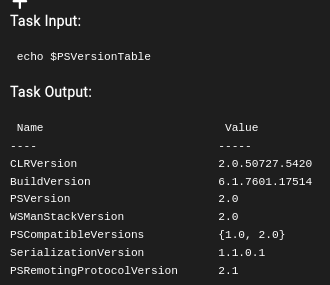 Task Input:
echo $PSVersionTable
Task Output:
Name Value
---- -----
CLRVersion 2.0.50727.5420
BuildVersion 6.1.7601.17514
PSVersion 2.0
WSManStackVersion 2.0
PSCompatibleVersions {1.0, 2.0}
SerializationVersion 1.1.0.1
PSRemotingProtocolVersion 2.1